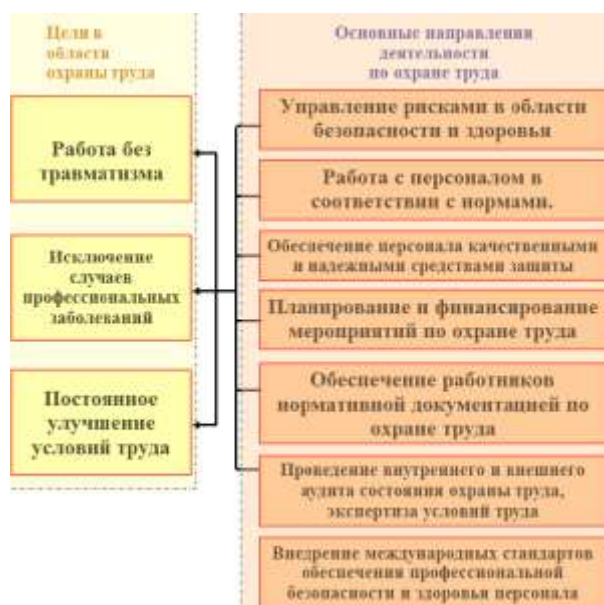 Цели в
области
охраны труда
Работа без
травматизма
Исключение
случаев
профессиональных
заболеканий
Постоянное
улучшение
условий труда
Основные направления
деятельности
по охране труда
Управление рисками в области
безопасности и здоровья
Работа с персоналом в
соответствии с нормами.
Обеспечение персонала качественными
и надежными средствами защиты
Планирование и финансирование
мероприятий по охране труда
Обеспечение работников
нормативной документацией по
охране труда
Проведение внутреннего и внешнего
аудита состояния охраны труда,
экспертиза условий труда
Внедрение международных стандартов
обеспечения профессиональной
безопасности и здоровья персонала